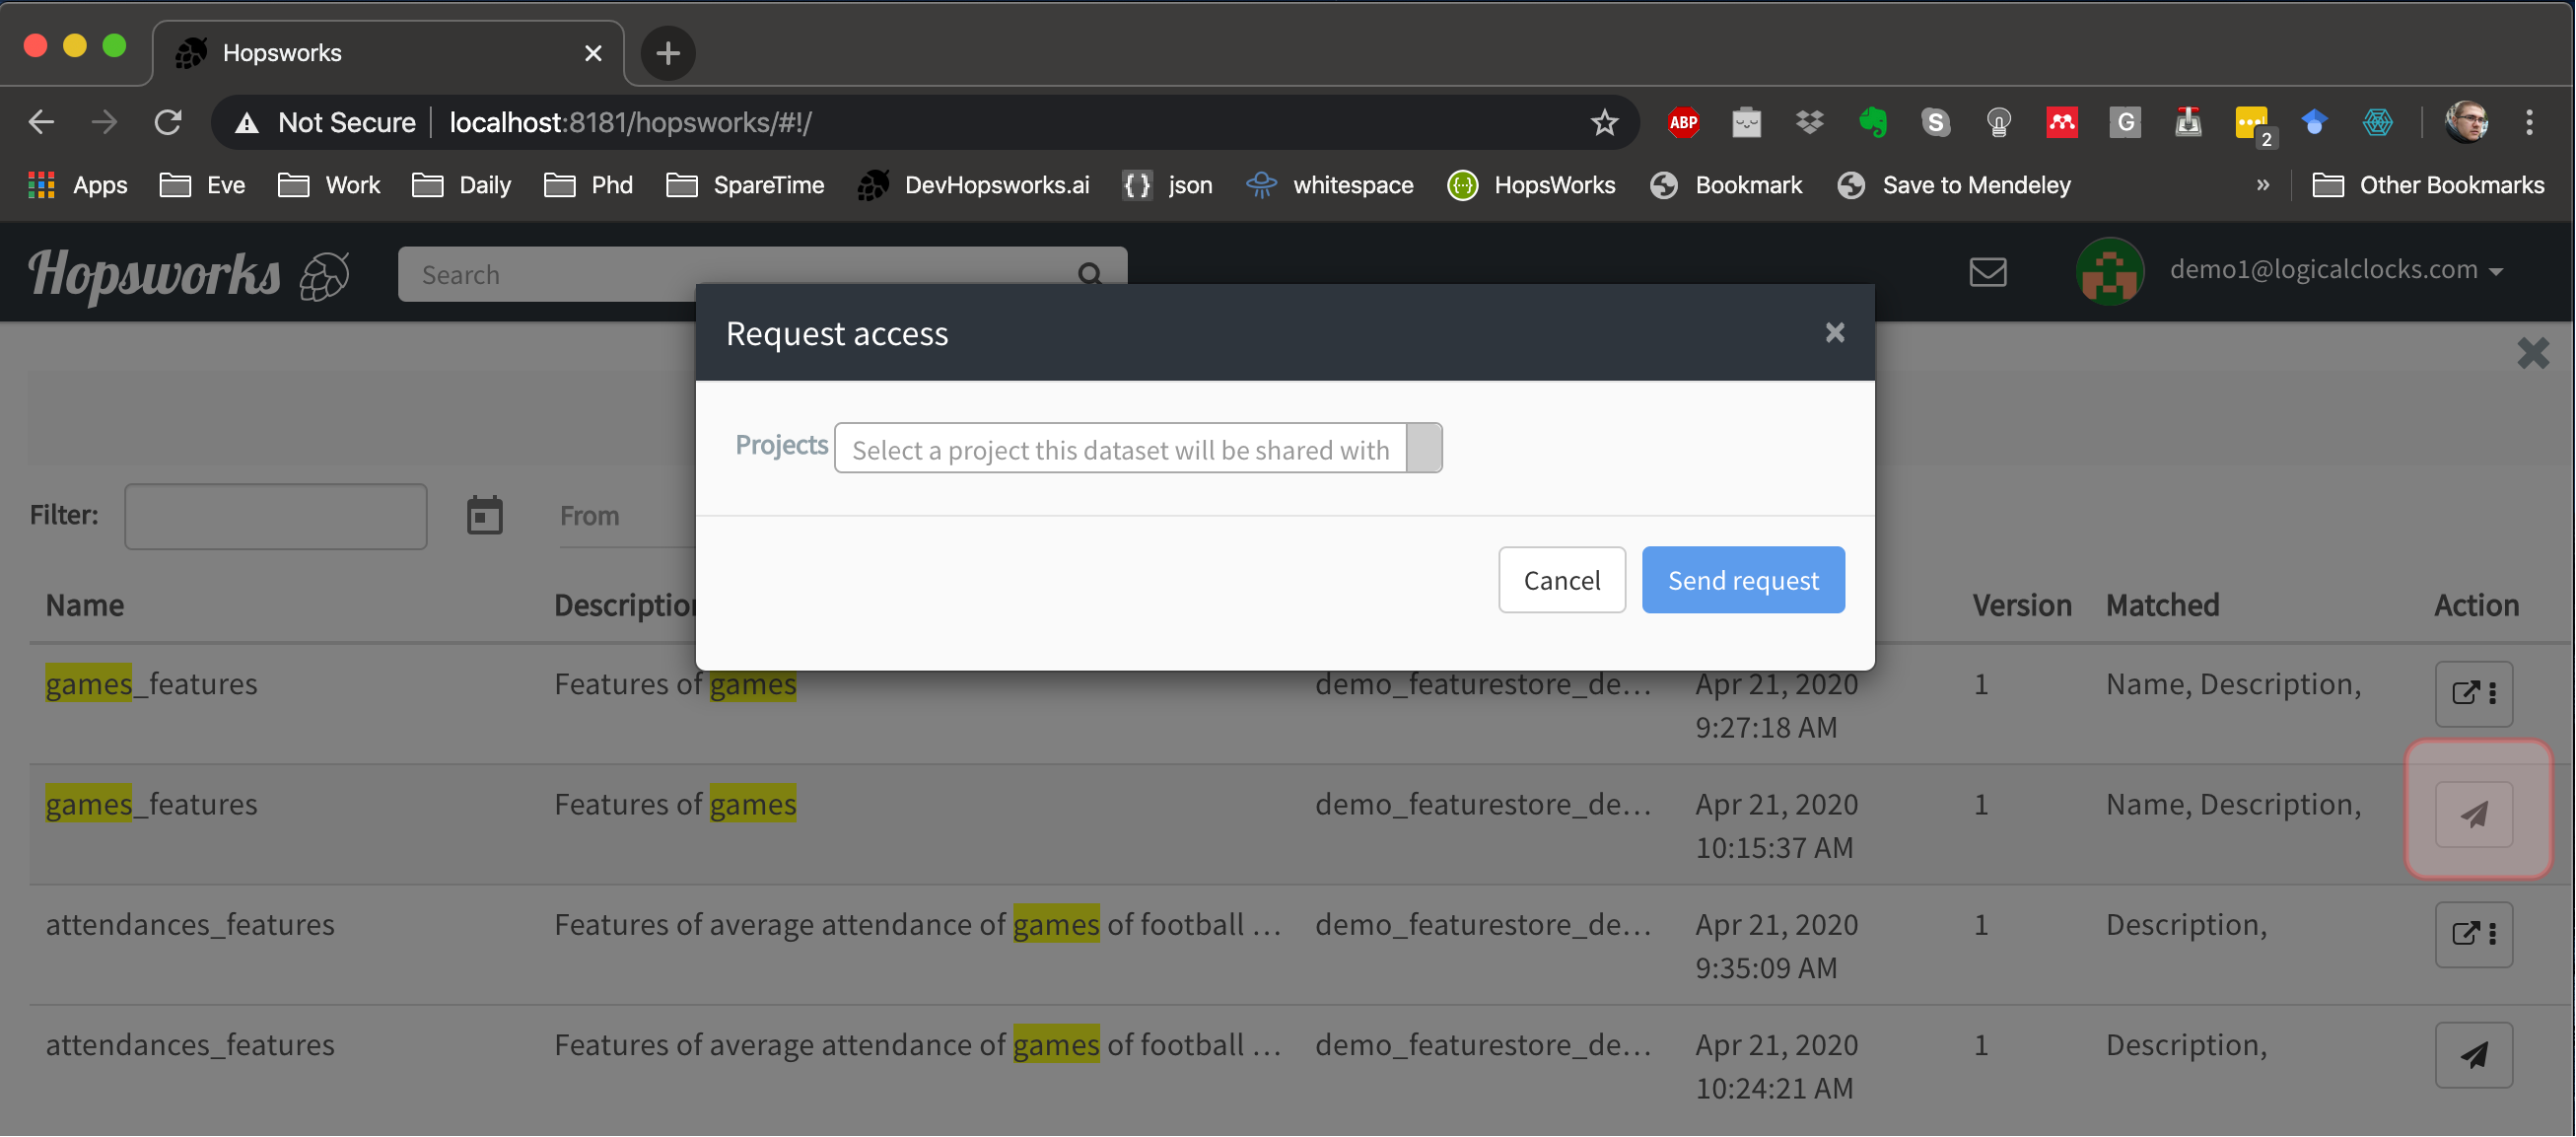 Hopsworks
Not Secure localhost:8181/hopsworks/#!/
ABP S G 2
Apps Eve Work Daily Phd SpareTime DevHopsworks.ai {} json whitespace {··} HopsWorks Bookmark Save to Mendeley » Other Bookmarks
Hopsworks Search demo1@logicalclocks.com
Request access ×
Projects Select a project this dataset will be shared with
Filter: From
Cancel Send request
Name Description Version Matched Action
games_features Features of games demo_featurestore_de... Apr 21, 2020 1 Name, Description,
9:27:18 AM
games_features Features of games demo_featurestore_de... Apr 21, 2020 1 Name, Description,
10:15:37 AM
attendances_features Features of average attendance of games of football ... demo_featurestore_de... Apr 21, 2020 1 Description,
9:35:09 AM
attendances_features Features of average attendance of games of football ... demo_featurestore_de... Apr 21, 2020 1 Description,
10:24:21 AM